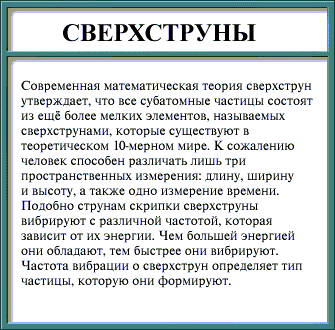 СВЕРХСТРУНЫ
Современная математическая теория сверхструн
утверждает, что все субатомные частицы состоят
из ещё более мелких элементов, называемых
сверхструнами, которые существуют в
теоретическом 10-мерном мире. К сожалению
человек способен различать лишь три
пространственных измерения: длину, ширину
и высоту, а также одно измерение времени.
Подобно струнам скрипки сверхструны
вибрируют с различной частотой, которая
зависит от их энергии. Чем большей энергией
они обладают, тем быстрее они вибрируют.
Частота вибрации о сверхструн определяет тип
частицы, которую они формируют.